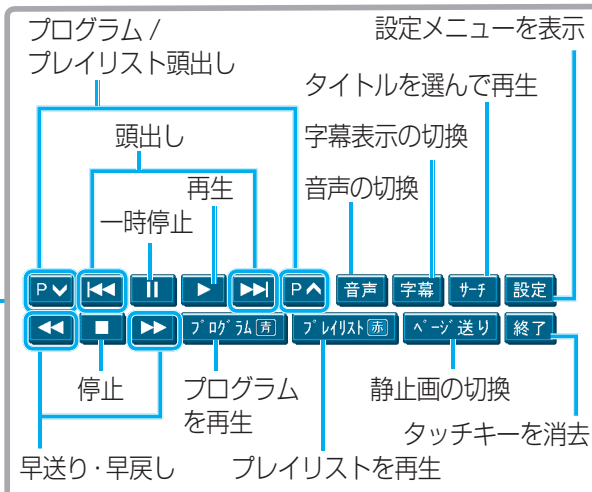 プログラム /
プレイリスト頭出し
設定メニューを表示
タイトルを選んで再生
頭出し
字幕表示の切換
再生
音声の切換
一時停止
P 音声 字幕 サーチ 設定
P
プログラム 青 プレイリスト 赤 ページ送り 終了
停止
プログラム
を再生
静止画の切換
タッチキーを消去
早送り・早戻し
プレイリストを再生